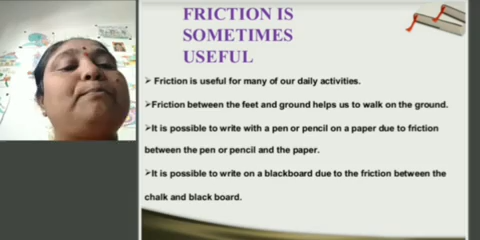 FRICTION IS
SOMETIMES
USEFUL
➢ Friction is useful for many of our daily activities.
➢Friction between the feet and ground helps us to walk on the ground.
➢It is possible to write with a pen or pencil on a paper due to friction
between the pen or pencil and the paper.
➢It is possible to write on a blackboard due to the friction between the
chalk and black board.